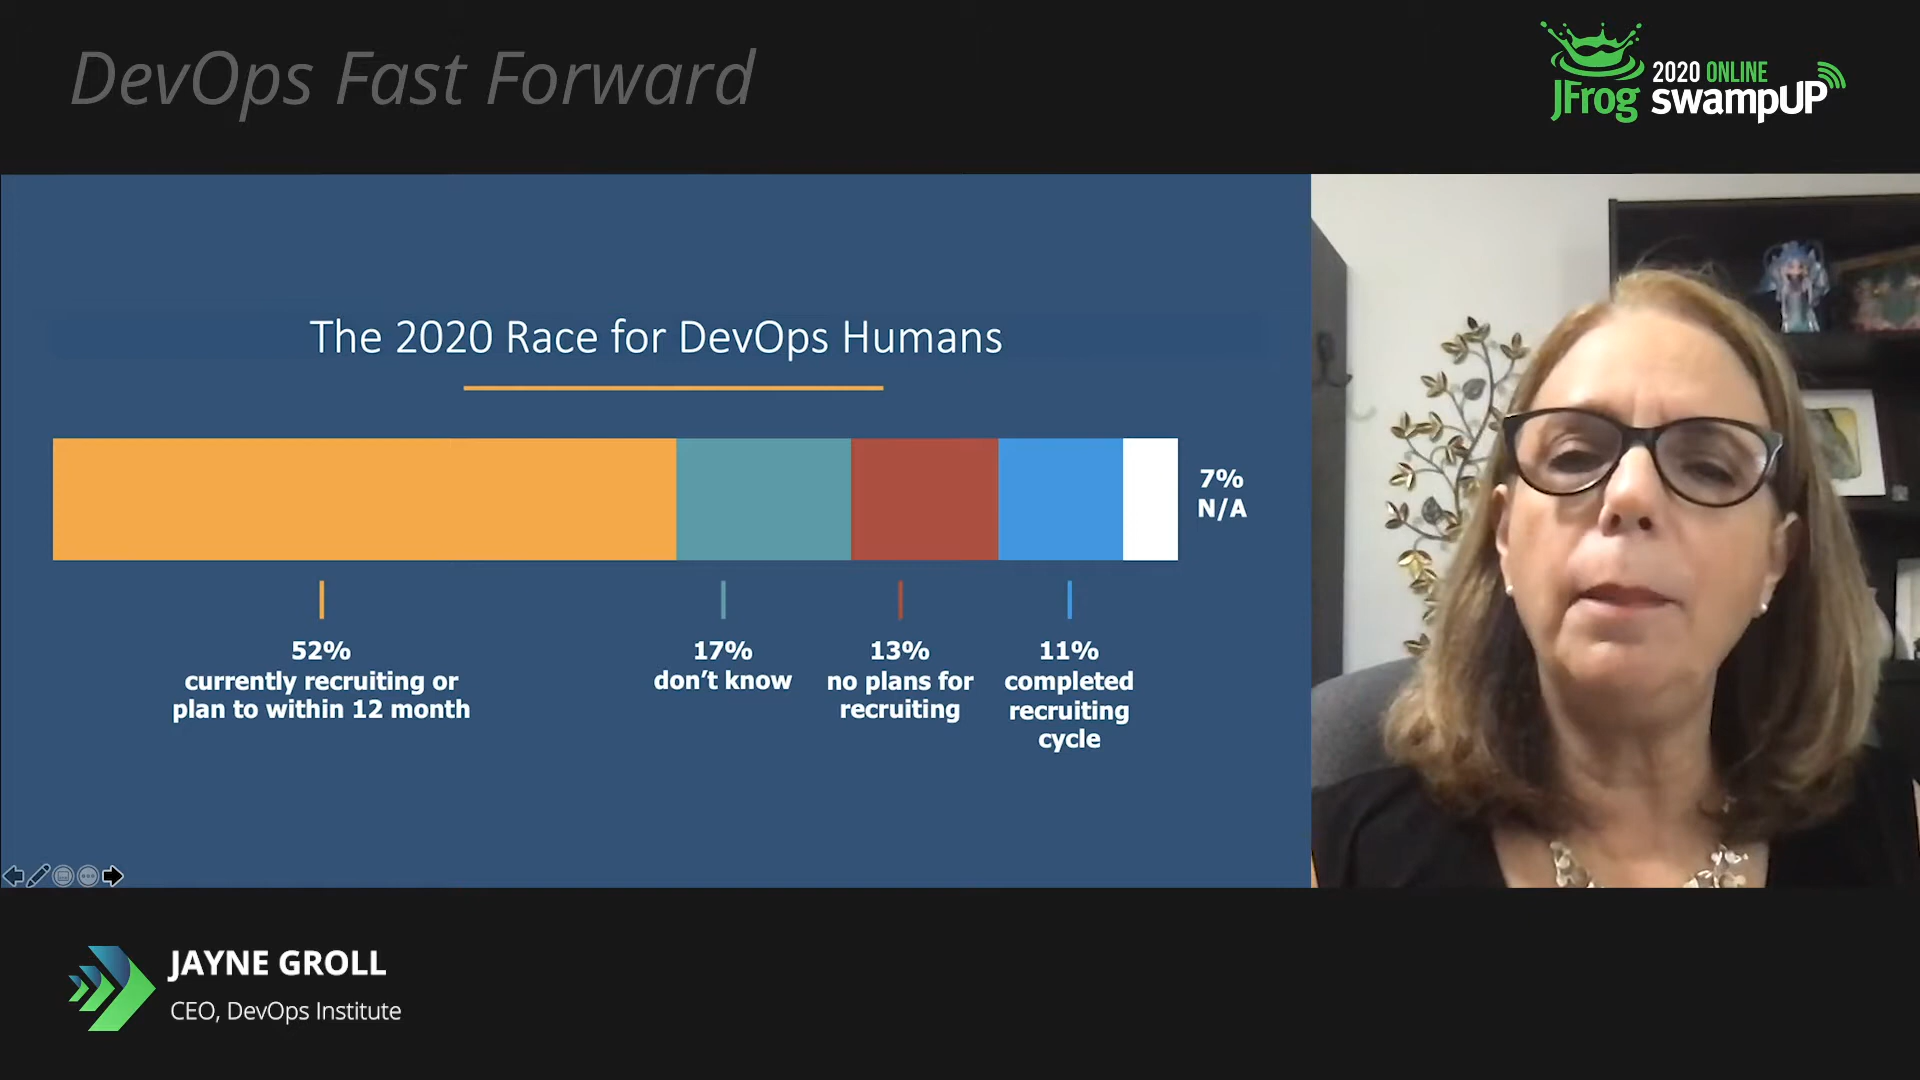 DevOps Fast Forward
JFrog
2020 ONLINE
swampUP
The 2020 Race for DevOps Humans
7%
N/A
52%
currently recruiting or
plan to within 12 month
17%
don’t know
13%
no plans for
recruiting
11%
completed
recruiting
cycle
JAYNE GROLL
CEO, DevOps Institute